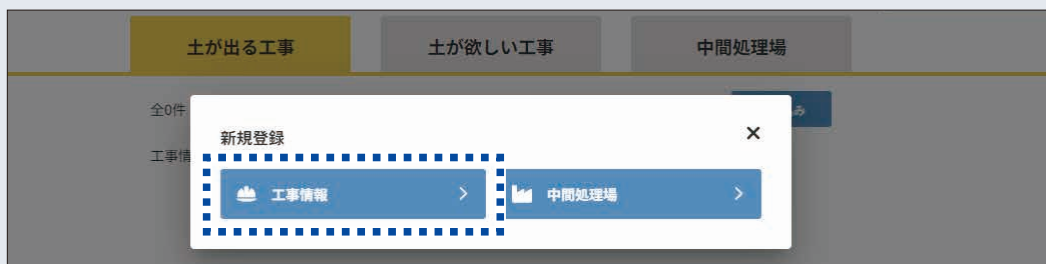 土が出る工事 土が欲しい工事 中間処理場
全0件 み
新規登録 ×
工事情
工事情報 > 中間処理場 >